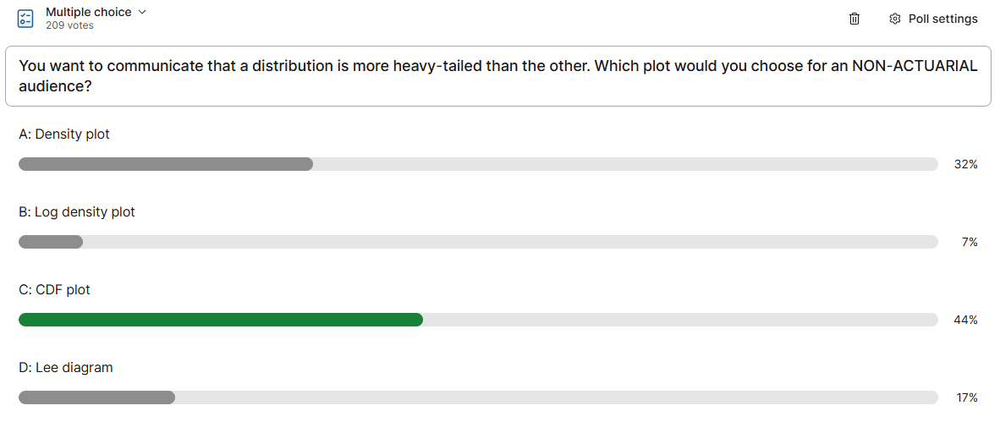 Multiple choice
209 votes
Poll settings
You want to communicate that a distribution is more heavy-tailed than the other. Which plot would you choose for an NON-ACTUARIAL
audience?
A: Density plot
32%
B: Log density plot
7%
C: CDF plot
44%
D: Lee diagram
17%